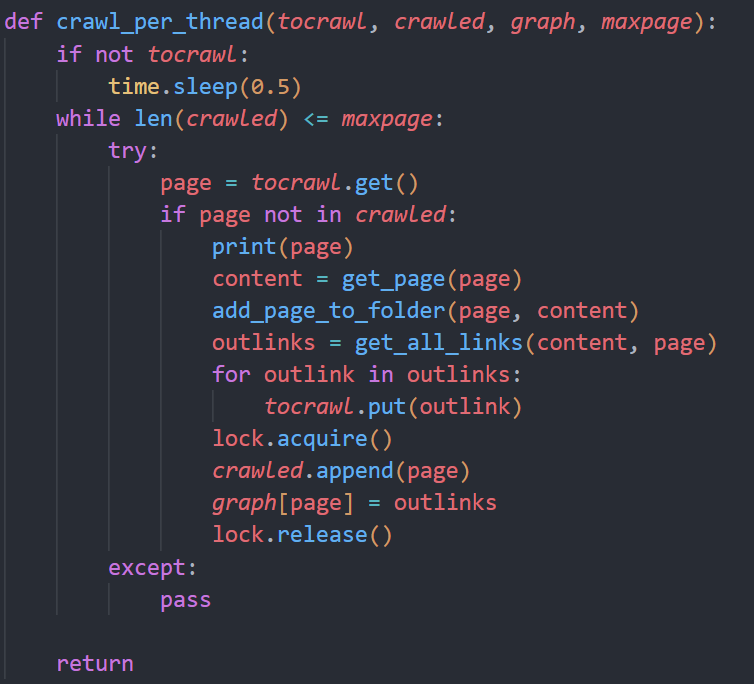 def crawl_per_thread(tocrawl, crawled, graph, maxpage):
    if not tocrawl:
        time.sleep(0.5)
    while len(crawled) <= maxpage:
        try:
            page = tocrawl.get()
            if page not in crawled:
                print(page)
                content = get_page(page)
                add_page_to_folder(page, content)
                outlinks = get_all_links(content, page)
                for outlink in outlinks:
                    tocrawl.put(outlink)
                lock.acquire()
                crawled.append(page)
                graph[page] = outlinks
                lock.release()
        except:
            pass

    return